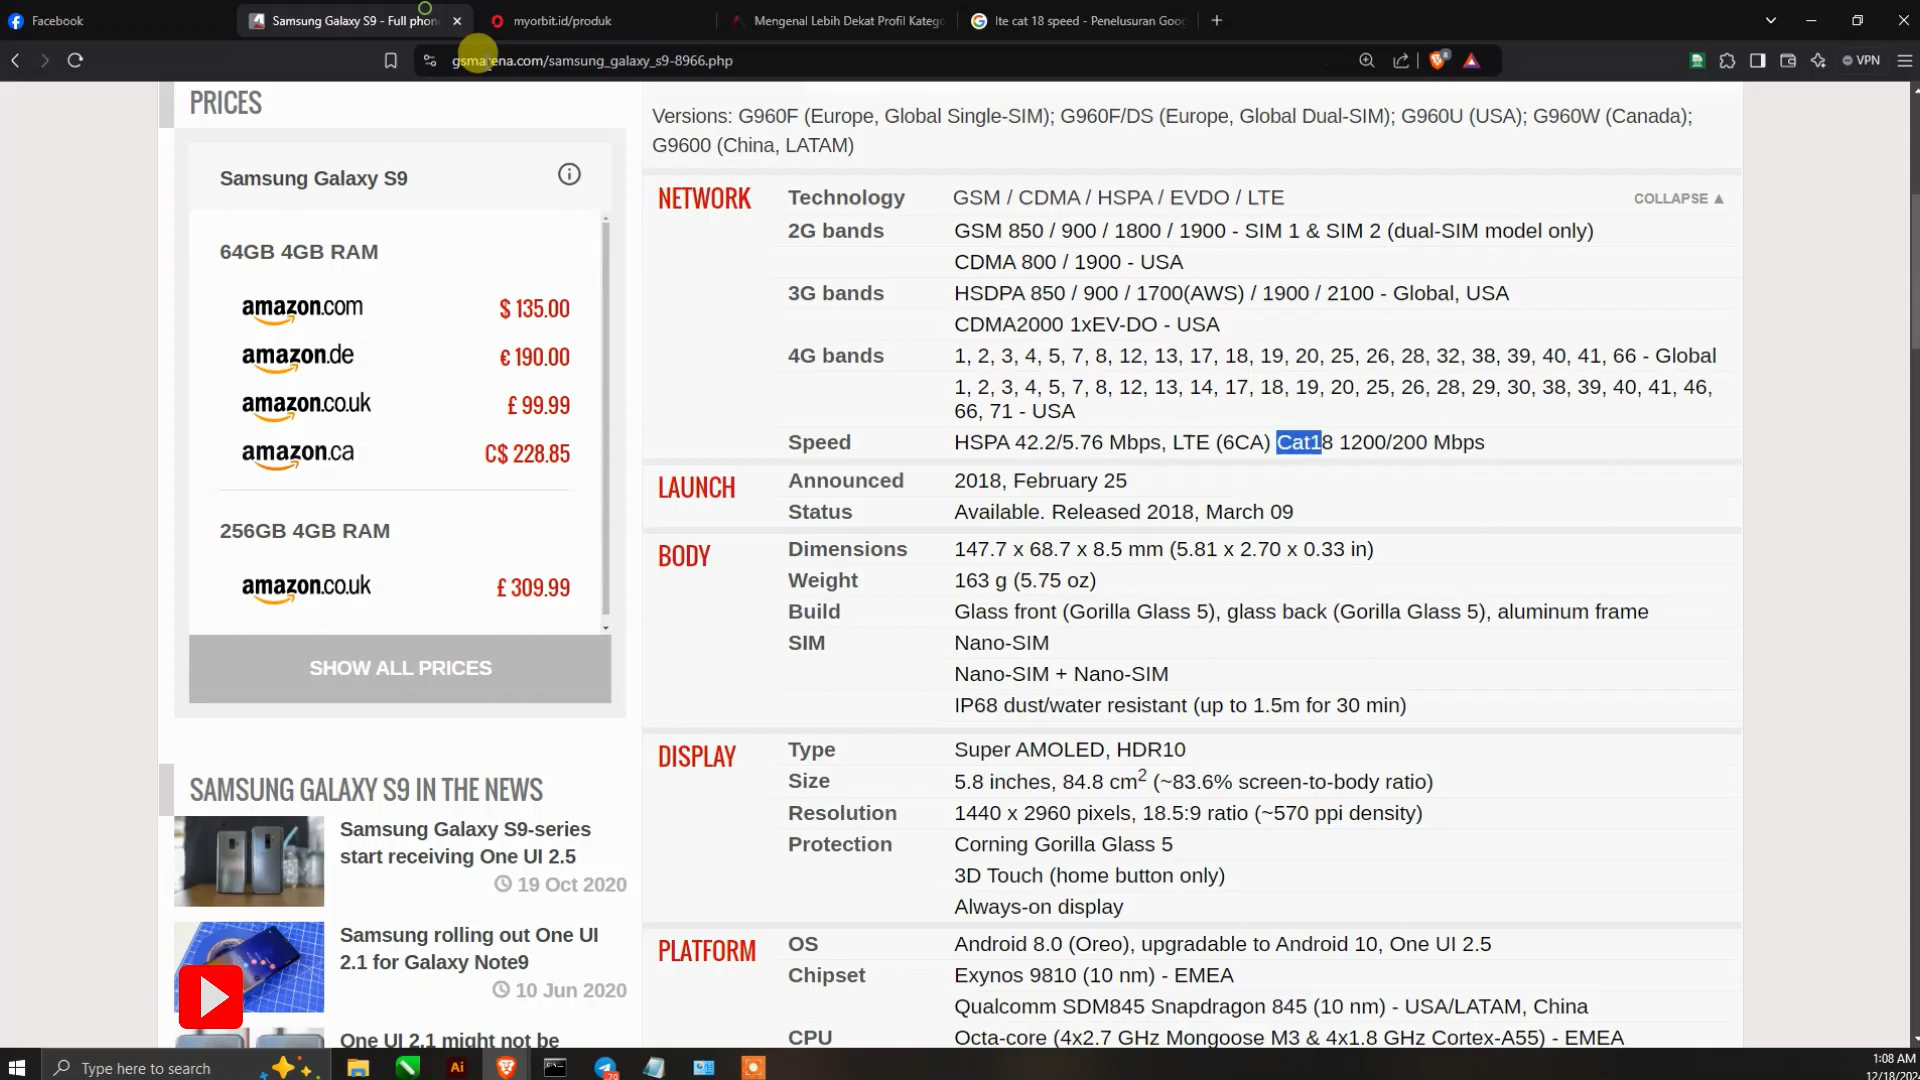 Facebook
Samsung Galaxy S9 - Full phon
myorbit.id/produk
Mengenal Lebih Dekat Profil Katego
lte cat 18 speed - Penelusuran Goo
gsmarena.com/samsung_galaxy_s9-8966.php
VPN
PRICES
Samsung Galaxy S9
64GB 4GB RAM
amazon.com $ 135.00
amazon.de € 190.00
amazon.co.uk £ 99.99
amazon.ca C$ 228.85
256GB 4GB RAM
amazon.co.uk £ 309.99
SHOW ALL PRICES
SAMSUNG GALAXY S9 IN THE NEWS
Samsung Galaxy S9-series
start receiving One UI 2.5
19 Oct 2020
Samsung rolling out One UI
2.1 for Galaxy Note9
10 Jun 2020
One UI 2.1 might not be
Versions: G960F (Europe, Global Single-SIM); G960F/DS (Europe, Global Dual-SIM); G960U (USA); G960W (Canada);
G9600 (China, LATAM)
NETWORK Technology GSM / CDMA / HSPA / EVDO / LTE COLLAPSE ▲
2G bands GSM 850 / 900 / 1800 / 1900 - SIM 1 & SIM 2 (dual-SIM model only)
CDMA 800 / 1900 - USA
3G bands HSDPA 850 / 900 / 1700(AWS) / 1900 / 2100 - Global, USA
CDMA2000 1xEV-DO - USA
4G bands 1, 2, 3, 4, 5, 7, 8, 12, 13, 17, 18, 19, 20, 25, 26, 28, 32, 38, 39, 40, 41, 66 - Global
1, 2, 3, 4, 5, 7, 8, 12, 13, 14, 17, 18, 19, 20, 25, 26, 28, 29, 30, 38, 39, 40, 41, 46,
66, 71 - USA
Speed HSPA 42.2/5.76 Mbps, LTE (6CA) Cat18 1200/200 Mbps
LAUNCH Announced 2018, February 25
Status Available. Released 2018, March 09
BODY Dimensions 147.7 x 68.7 x 8.5 mm (5.81 x 2.70 x 0.33 in)
Weight 163 g (5.75 oz)
Build Glass front (Gorilla Glass 5), glass back (Gorilla Glass 5), aluminum frame
SIM Nano-SIM
Nano-SIM + Nano-SIM
IP68 dust/water resistant (up to 1.5m for 30 min)
DISPLAY Type Super AMOLED, HDR10
Size 5.8 inches, 84.8 cm2 (~83.6% screen-to-body ratio)
Resolution 1440 x 2960 pixels, 18.5:9 ratio (~570 ppi density)
Protection Corning Gorilla Glass 5
3D Touch (home button only)
Always-on display
PLATFORM OS Android 8.0 (Oreo), upgradable to Android 10, One UI 2.5
Chipset Exynos 9810 (10 nm) - EMEA
Qualcomm SDM845 Snapdragon 845 (10 nm) - USA/LATAM, China
CPU Octa-core (4x2.7 GHz Mongoose M3 & 4x1.8 GHz Cortex-A55) - EMEA
Type here to search
Ai
1:08 AM
12/18/202